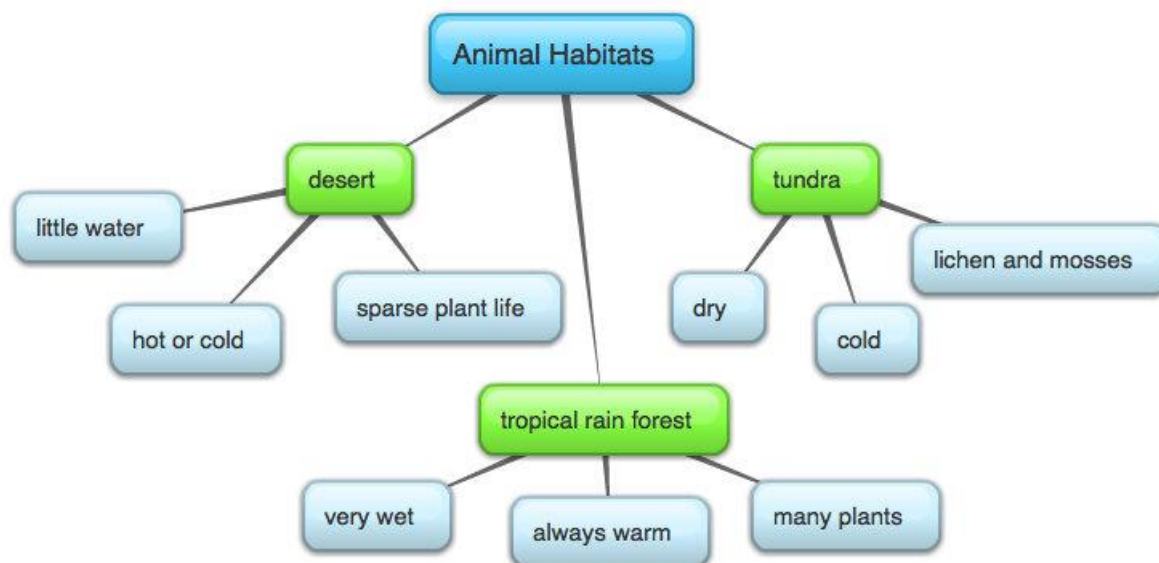 Animal Habitats
desert
little water
hot or cold
sparse plant life
tundra
dry
cold
lichen and mosses
tropical rain forest
very wet
always warm
many plants